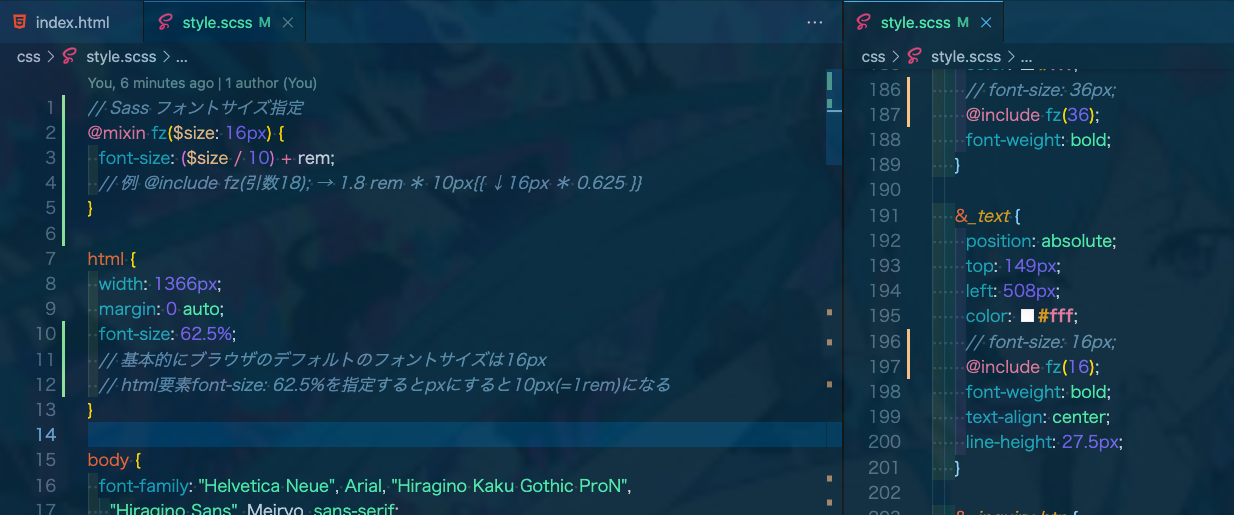 index.html
style.scss M
css > style.scss > ...
You, 6 minutes ago | 1 author (You)
1 // Sass フォントサイズ指定
2 @mixin fz($size: 16px) {
3 font-size: ($size / 10) + rem;
4 // 例 @include fz(引数18); → 1.8 rem ＊ 10px{{ ↓16px ＊ 0.625 }}
5 }
6
7 html {
8 width: 1366px;
9 margin: 0 auto;
10 font-size: 62.5%;
11 // 基本的にブラウザのデフォルトのフォントサイズは16px
12 // html要素font-size: 62.5%を指定するとpxにすると10px(=1rem)になる
13 }
14
15 body {
16 font-family: "Helvetica Neue", Arial, "Hiragino Kaku Gothic ProN",
17 "Hiragino Sans", Meiryo, sans-serif;
style.scss M
css > style.scss > ...
186 // font-size: 36px;
187 @include fz(36);
188 font-weight: bold;
189 }
190
191 &_text {
192 position: absolute;
193 top: 149px;
194 left: 508px;
195 color: #fff;
196 // font-size: 16px;
197 @include fz(16);
198 font-weight: bold;
199 text-align: center;
200 line-height: 27.5px;
201 }
202